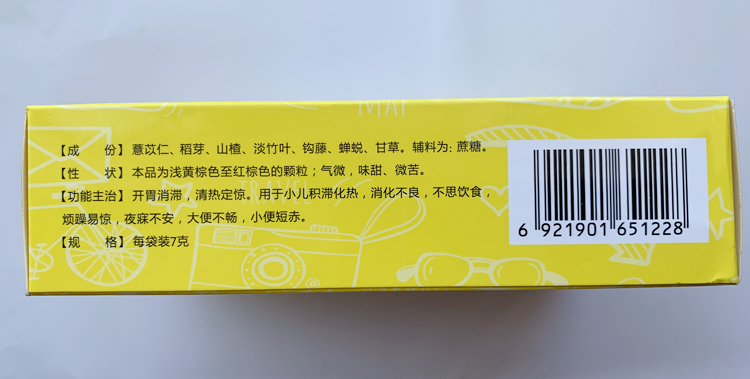 MAP
【成　　份】薏苡仁、稻芽、山楂、淡竹叶、钩藤、蝉蜕、甘草。辅料为: 蔗糖。
【性　　状】本品为浅黄棕色至红棕色的颗粒；气微，味甜、微苦。
【功能主治】开胃消滞，清热定惊。用于小儿积滞化热，消化不良，不思饮食，
烦躁易惊，夜寐不安，大便不畅，小便短赤。
【规　　格】每袋装7克
TRAVEL
6 921901 651228